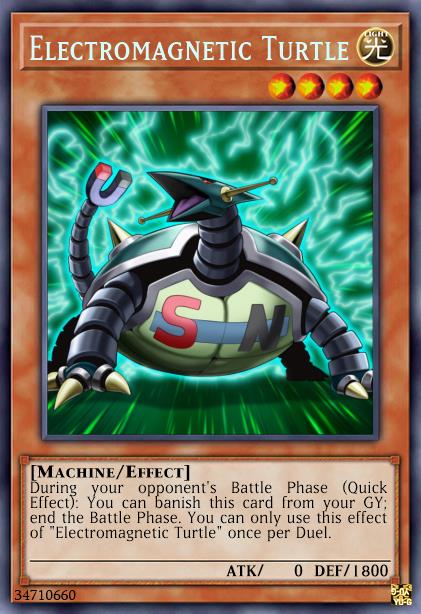 Electromagnetic Turtle
LIGHT
光
S N
[Machine/Effect]
During your opponent's Battle Phase (Quick
Effect): You can banish this card from your GY;
end the Battle Phase. You can only use this effect
of "Electromagnetic Turtle" once per Duel.
ATK/ 0 DEF/1800
34710660